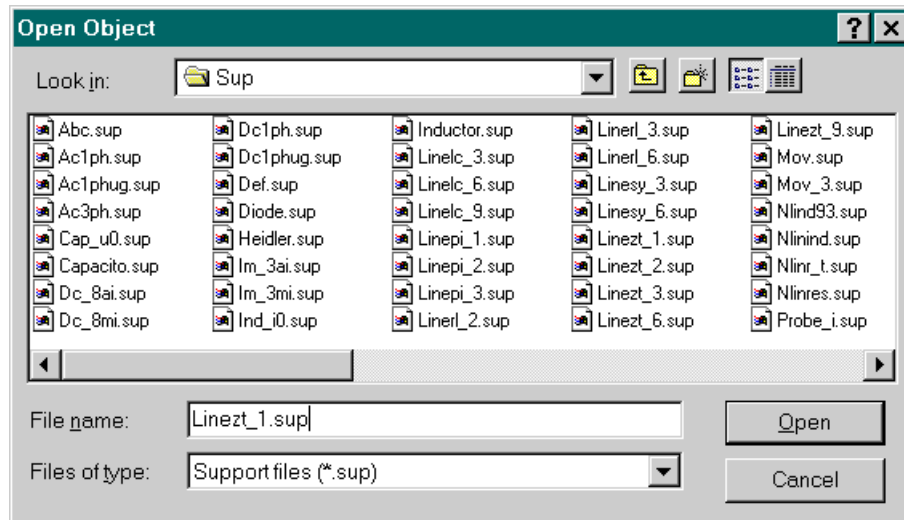 Open Object
Look in: Sup
Abc.sup Dc1ph.sup Inductor.sup Linerl_3.sup Linezt_9.sup
Ac1ph.sup Dc1phug.sup Linelc_3.sup Linerl_6.sup Mov.sup
Ac1phug.sup Def.sup Linelc_6.sup Linesy_3.sup Mov_3.sup
Ac3ph.sup Diode.sup Linelc_9.sup Linesy_6.sup Nlind93.sup
Cap_u0.sup Heidler.sup Linepi_1.sup Linezt_1.sup Nlinind.sup
Capacito.sup Im_3ai.sup Linepi_2.sup Linezt_2.sup Nlinr_t.sup
Dc_8ai.sup Im_3mi.sup Linepi_3.sup Linezt_3.sup Nlinres.sup
Dc_8mi.sup Ind_i0.sup Linerl_2.sup Linezt_6.sup Probe_i.sup
File name: Linezt_1.sup Open
Files of type: Support files (*.sup) Cancel